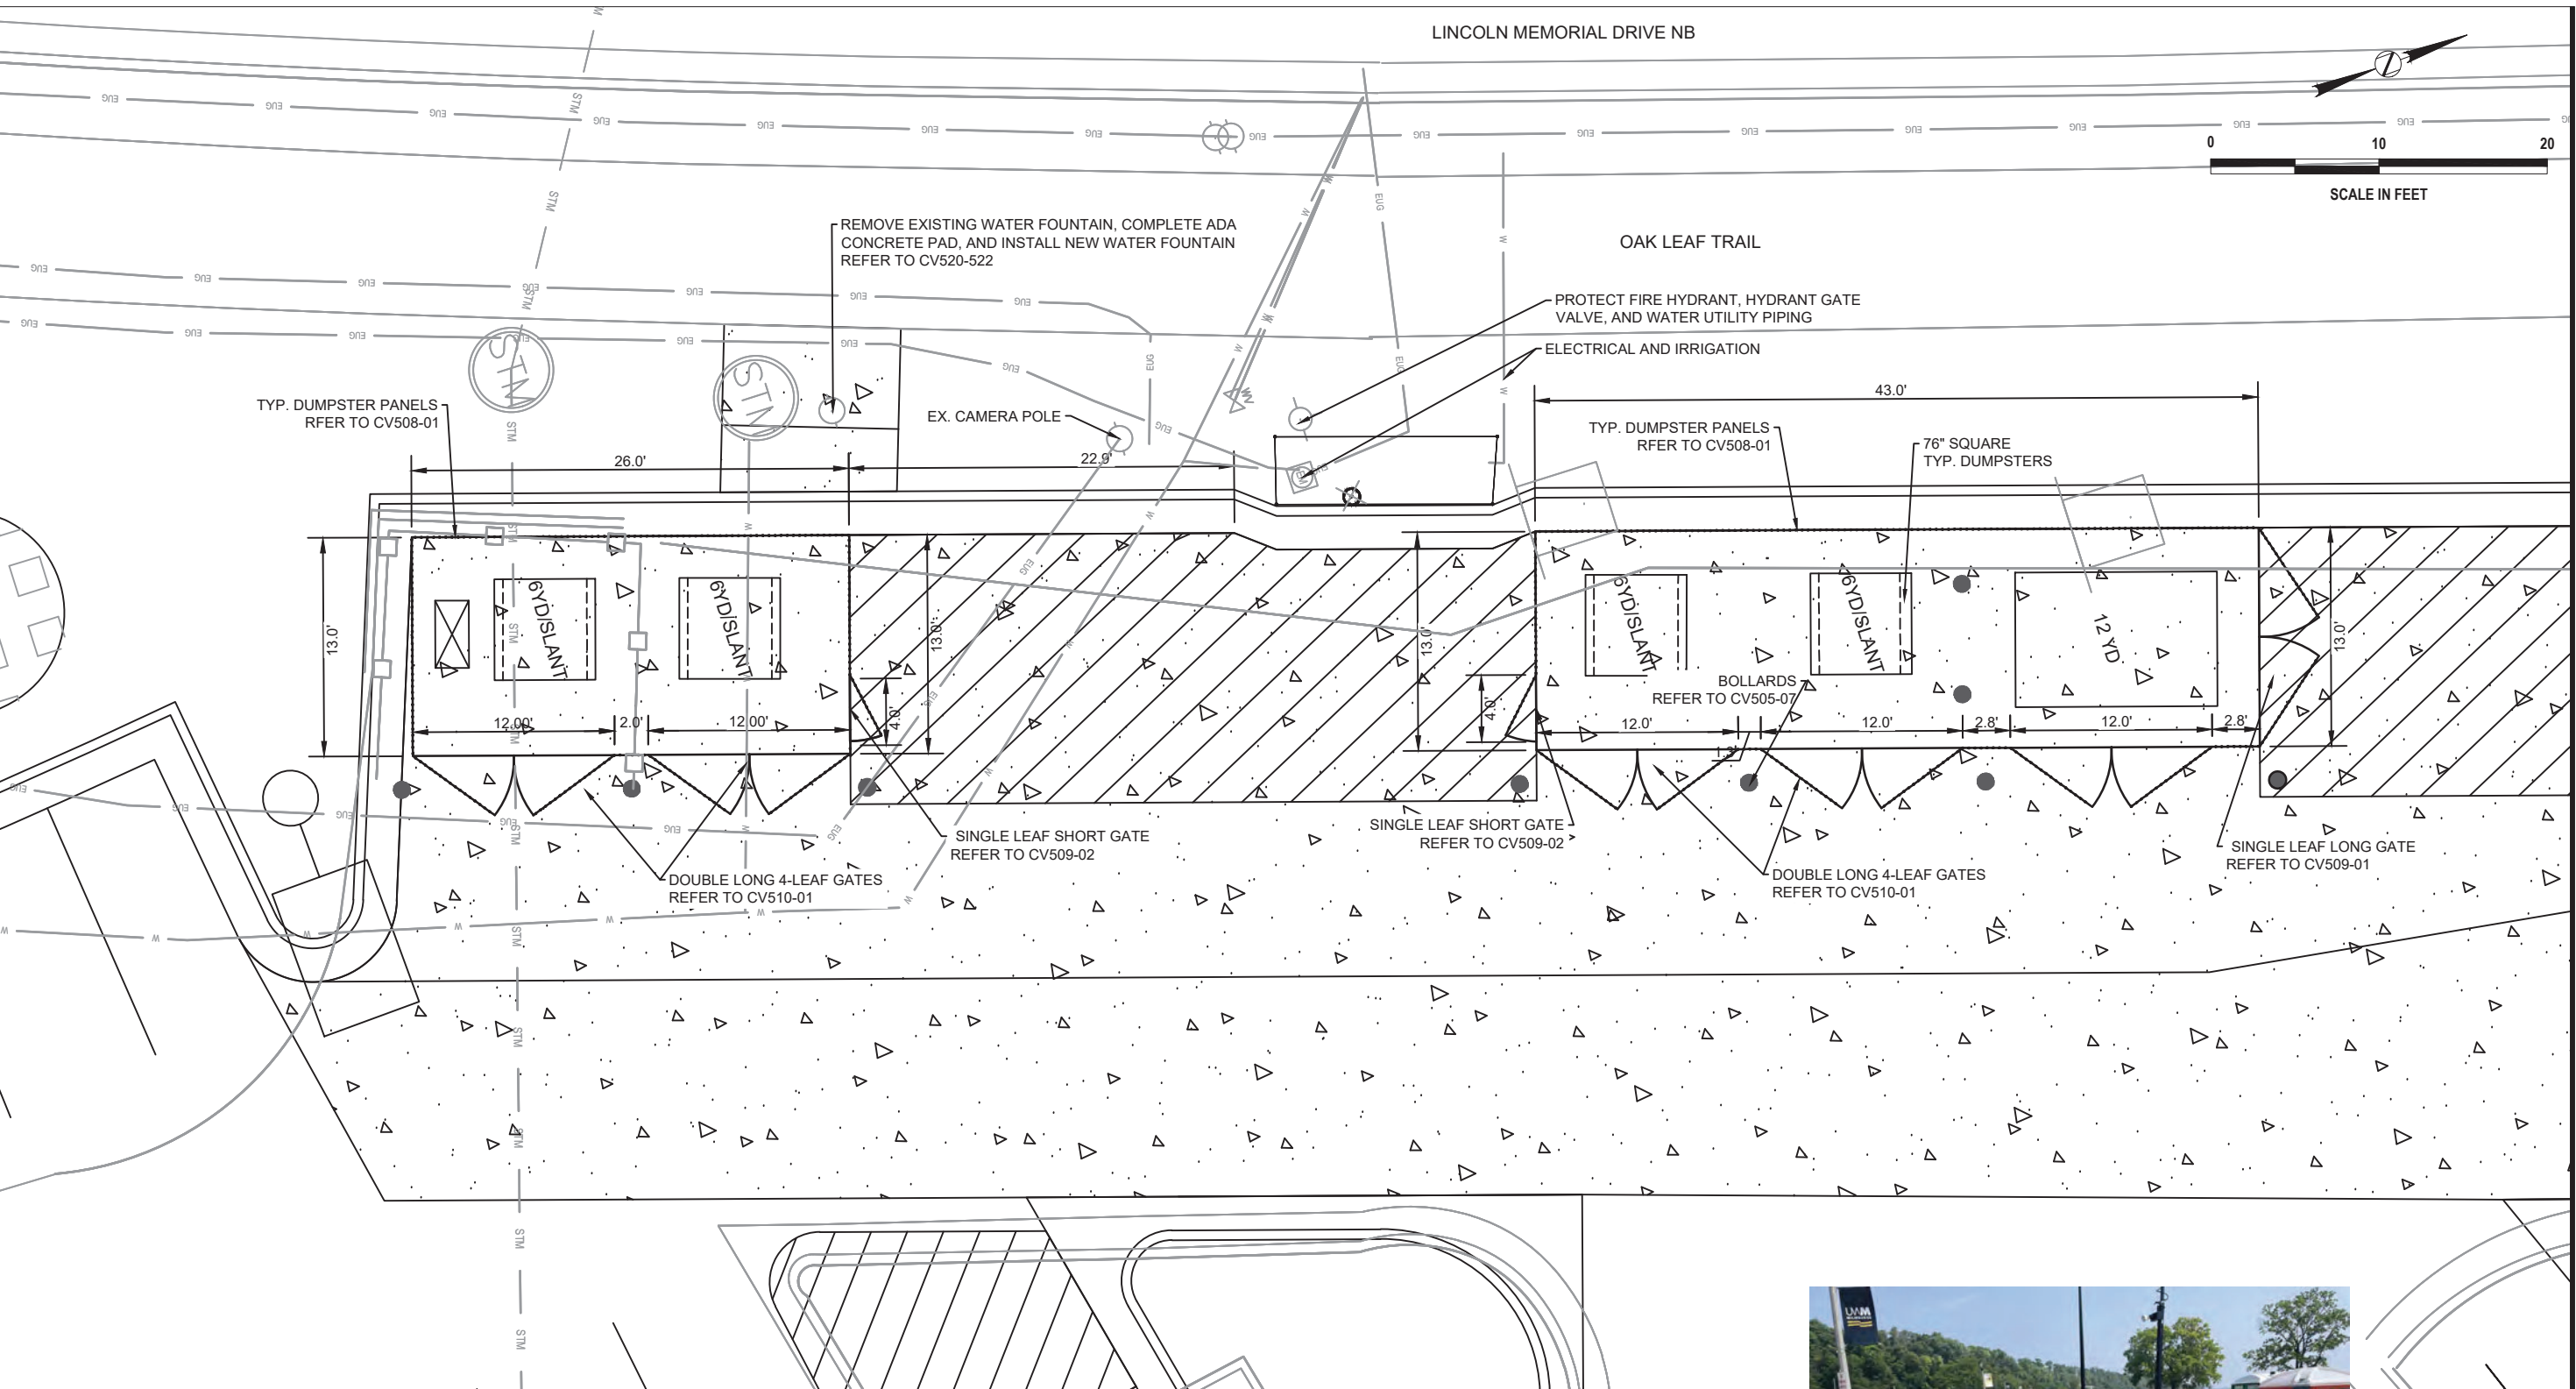 LINCOLN MEMORIAL DRIVE NB
0 10 20
SCALE IN FEET
OAK LEAF TRAIL
REMOVE EXISTING WATER FOUNTAIN, COMPLETE ADA
CONCRETE PAD, AND INSTALL NEW WATER FOUNTAIN
REFER TO CV520-522
PROTECT FIRE HYDRANT, HYDRANT GATE
VALVE, AND WATER UTILITY PIPING
ELECTRICAL AND IRRIGATION
TYP. DUMPSTER PANELS
RFER TO CV508-01
EX. CAMERA POLE
TYP. DUMPSTER PANELS
RFER TO CV508-01
76" SQUARE
TYP. DUMPSTERS
43.0'
26.0'
22.9'
STM
STM
13.0'
6YD/SLANT
6YD/SLANT
13.0'
4.0'
12.00'
2.0'
12.00'
13.0'
4.0'
6YD/SLANT
6YD/SLANT
12 YD
13.0'
BOLLARDS
REFER TO CV505-07
12.0'
1.3'
12.0'
2.8'
12.0'
2.8'
SINGLE LEAF SHORT GATE
REFER TO CV509-02
SINGLE LEAF SHORT GATE
REFER TO CV509-02
DOUBLE LONG 4-LEAF GATES
REFER TO CV510-01
DOUBLE LONG 4-LEAF GATES
REFER TO CV510-01
SINGLE LEAF LONG GATE
REFER TO CV509-01
EUG
STM
W
UWM